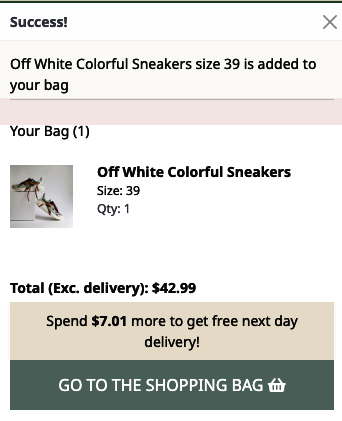 Success!
Off White Colorful Sneakers size 39 is added to
your bag
Your Bag (1)
Off White Colorful Sneakers
Size: 39
Qty: 1
Total (Exc. delivery): $42.99
Spend $7.01 more to get free next day
delivery!
GO TO THE SHOPPING BAG